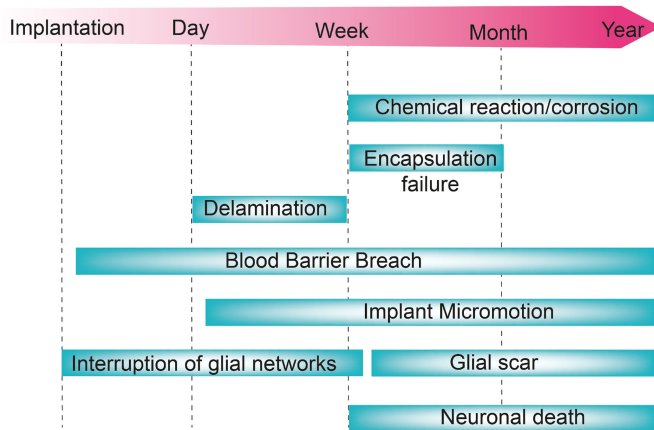 Implantation Day Week Month Year
Chemical reaction/corrosion
Encapsulation
failure
Delamination
Blood Barrier Breach
Implant Micromotion
Interruption of glial networks Glial scar
Neuronal death